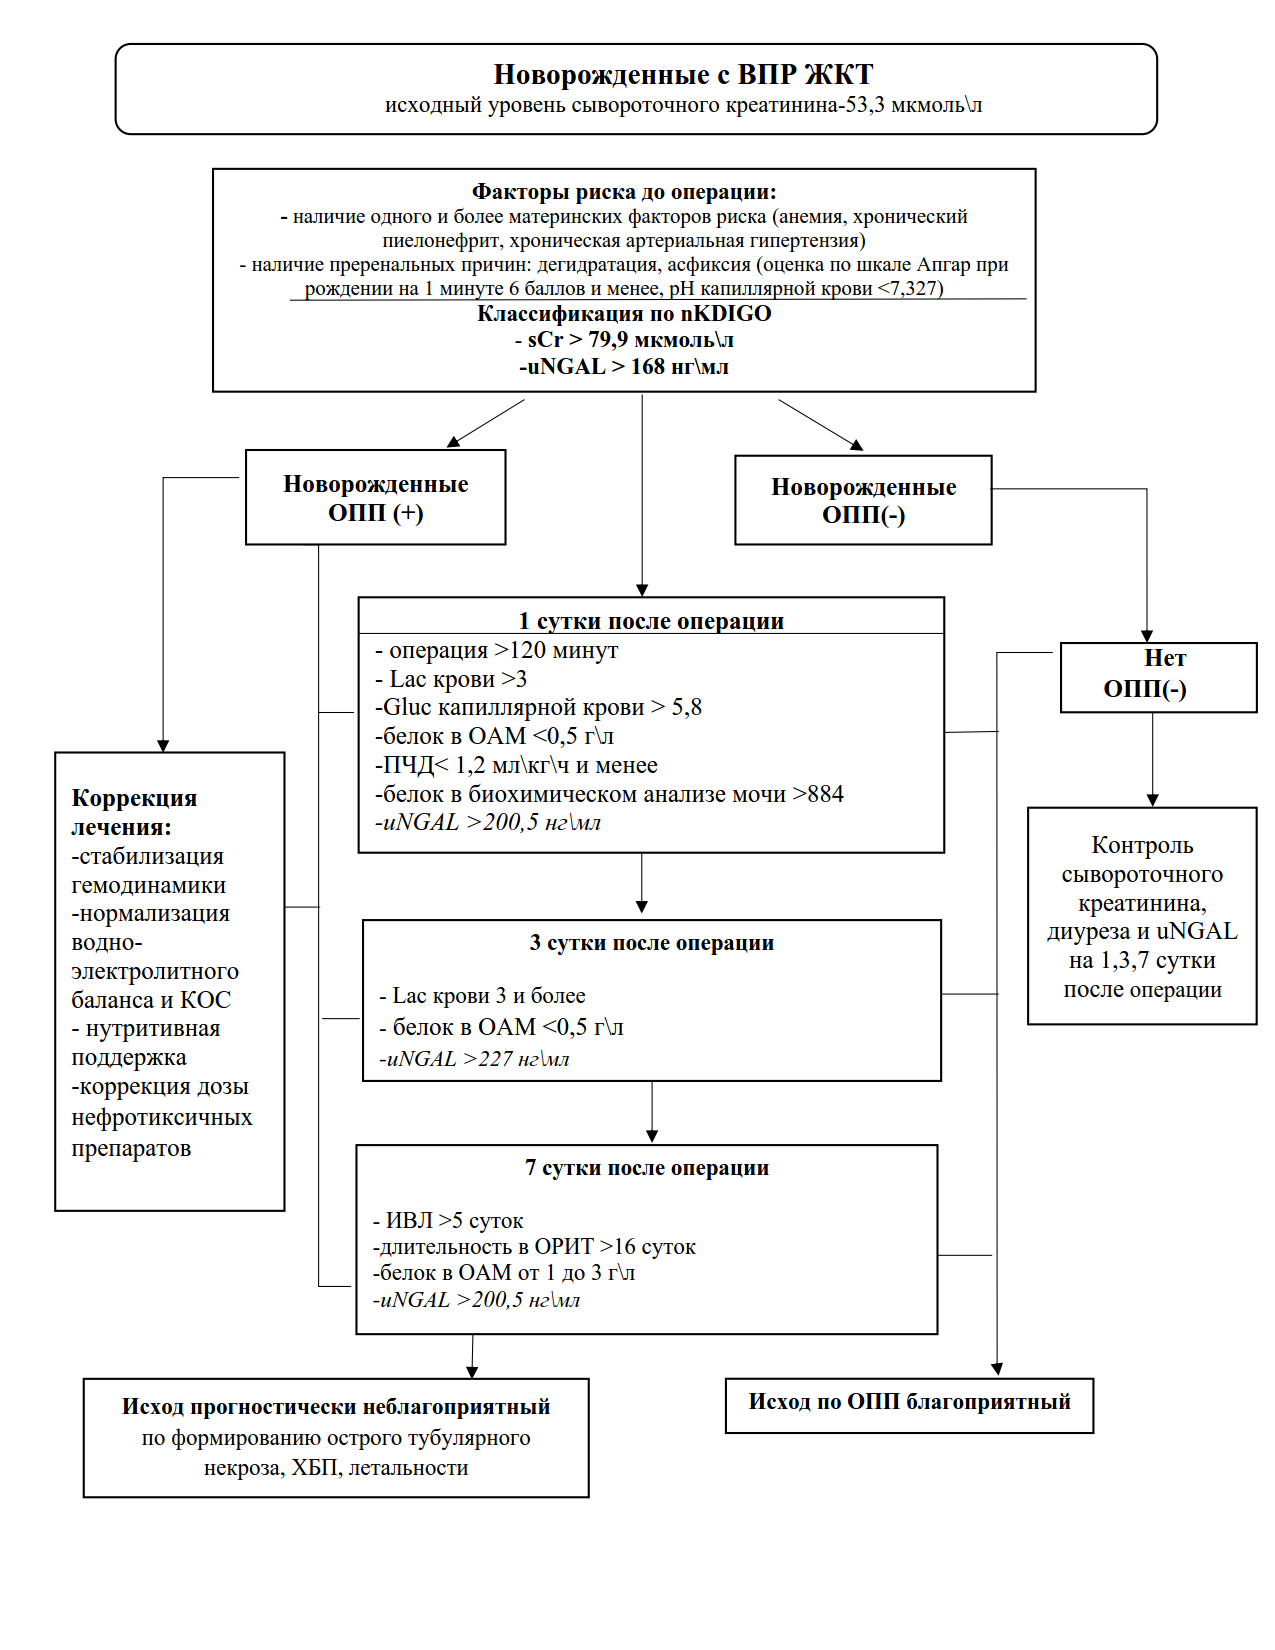 Новорожденные с ВПР ЖКТ
исходный уровень сывороточного креатинина-53,3 мкмоль\л
Факторы риска до операции:
- наличие одного и более материнских факторов риска (анемия, хронический
пиелонефрит, хроническая артериальная гипертензия)
- наличие преренальных причин: дегидратация, асфиксия (оценка по шкале Апгар при
рождении на 1 минуте 6 баллов и менее, рН капиллярной крови <7,327)
Классификация по nKDIGO
- sCr > 79,9 мкмоль\л
-uNGAL > 168 нг\мл
Новорожденные
ОПП (+)
Новорожденные
ОПП(-)
1 сутки после операции
- операция >120 минут
- Lac крови >3
-Gluc капиллярной крови > 5,8
-белок в ОАМ <0,5 г\л
-ПЧД< 1,2 мл\кг\ч и менее
-белок в биохимическом анализе мочи >884
-uNGAL >200,5 нг\мл
Нет
ОПП(-)
Коррекция
лечения:
-стабилизация
гемодинамики
-нормализация
водно-
электролитного
баланса и КОС
- нутритивная
поддержка
-коррекция дозы
нефротиксичных
препаратов
Контроль
сывороточного
креатинина,
диуреза и uNGAL
на 1,3,7 сутки
после операции
3 сутки после операции
- Lac крови 3 и более
- белок в ОАМ <0,5 г\л
-uNGAL >227 нг\мл
7 сутки после операции
- ИВЛ >5 суток
-длительность в ОРИТ >16 суток
-белок в ОАМ от 1 до 3 г\л
-uNGAL >200,5 нг\мл
Исход прогностически неблагоприятный
по формированию острого тубулярного
некроза, ХБП, летальности
Исход по ОПП благоприятный